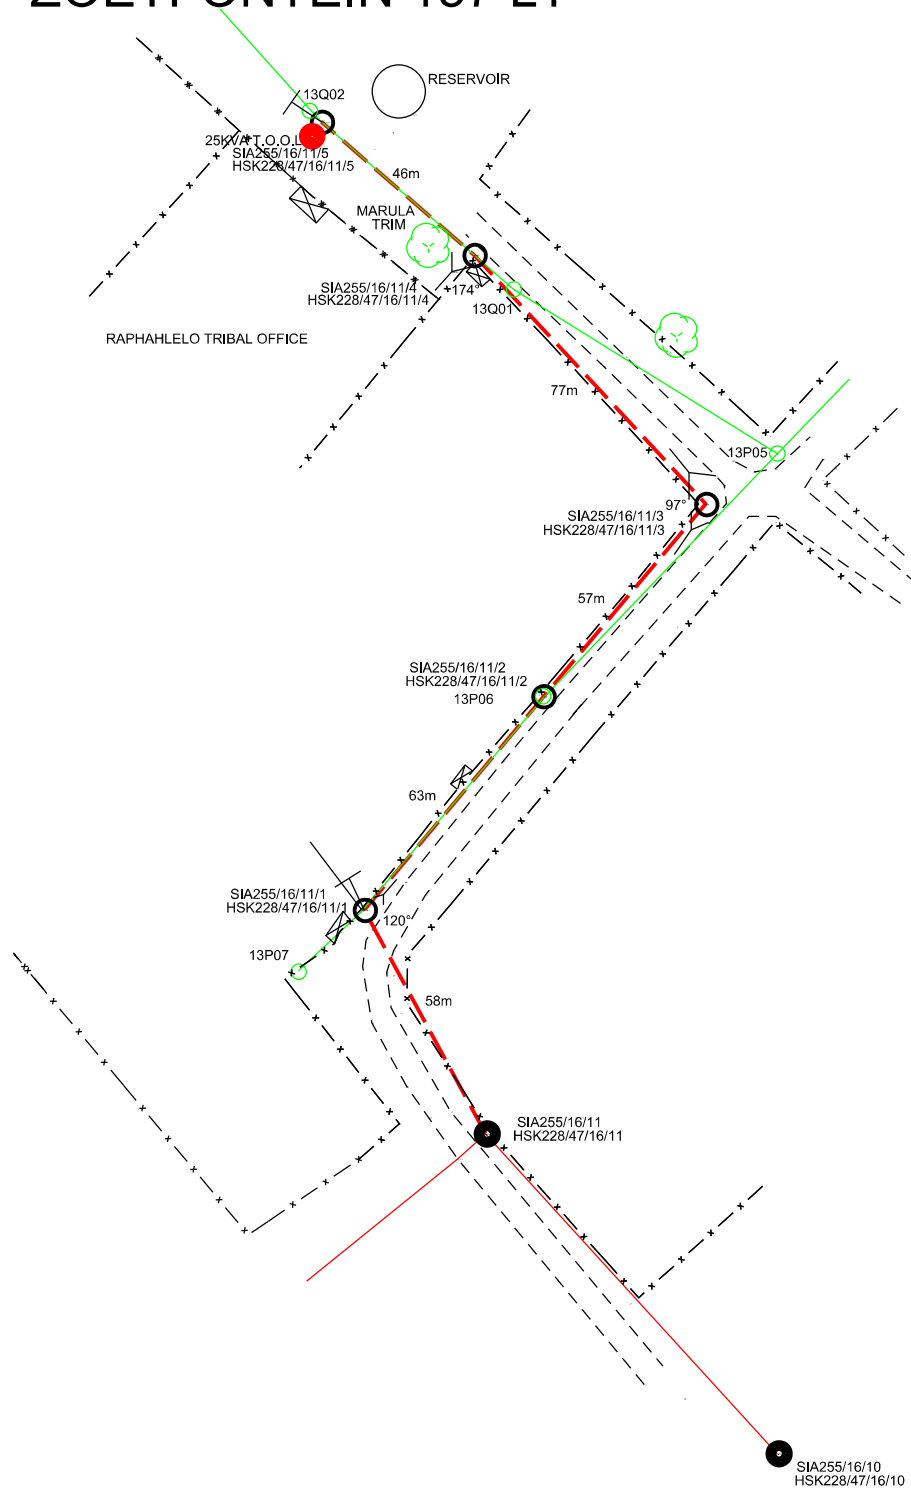 13Q02
RESERVOIR
25KVA T.O.O.L
SIA255/16/11/5
HSK228/47/16/11/5
46m
MARULA
TRIM
SIA255/16/11/4
HSK228/47/16/11/4
174°
13Q01
RAPHAHLELO TRIBAL OFFICE
77m
13P05
97°
SIA255/16/11/3
HSK228/47/16/11/3
57m
SIA255/16/11/2
HSK228/47/16/11/2
13P06
63m
SIA255/16/11/1
HSK228/47/16/11/1
120°
13P07
58m
SIA255/16/11
HSK228/47/16/11
SIA255/16/10
HSK228/47/16/10